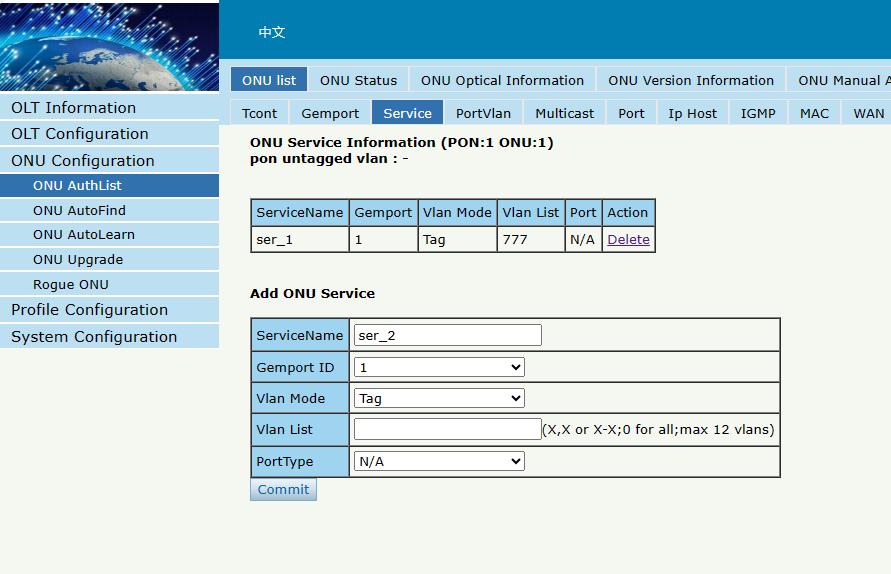 中文
ONU list ONU Status ONU Optical Information ONU Version Information ONU Manual A
Tcont Gemport Service PortVlan Multicast Port Ip Host IGMP MAC WAN
OLT Information
OLT Configuration
ONU Configuration
ONU AuthList
ONU AutoFind
ONU AutoLearn
ONU Upgrade
Rogue ONU
Profile Configuration
System Configuration
ONU Service Information (PON:1 ONU:1)
pon untagged vlan : -
ServiceName Gemport Vlan Mode Vlan List Port Action
ser_1 1 Tag 777 N/A Delete
Add ONU Service
ServiceName ser_2
Gemport ID 1
Vlan Mode Tag
Vlan List (X,X or X-X;0 for all;max 12 vlans)
PortType N/A
Commit